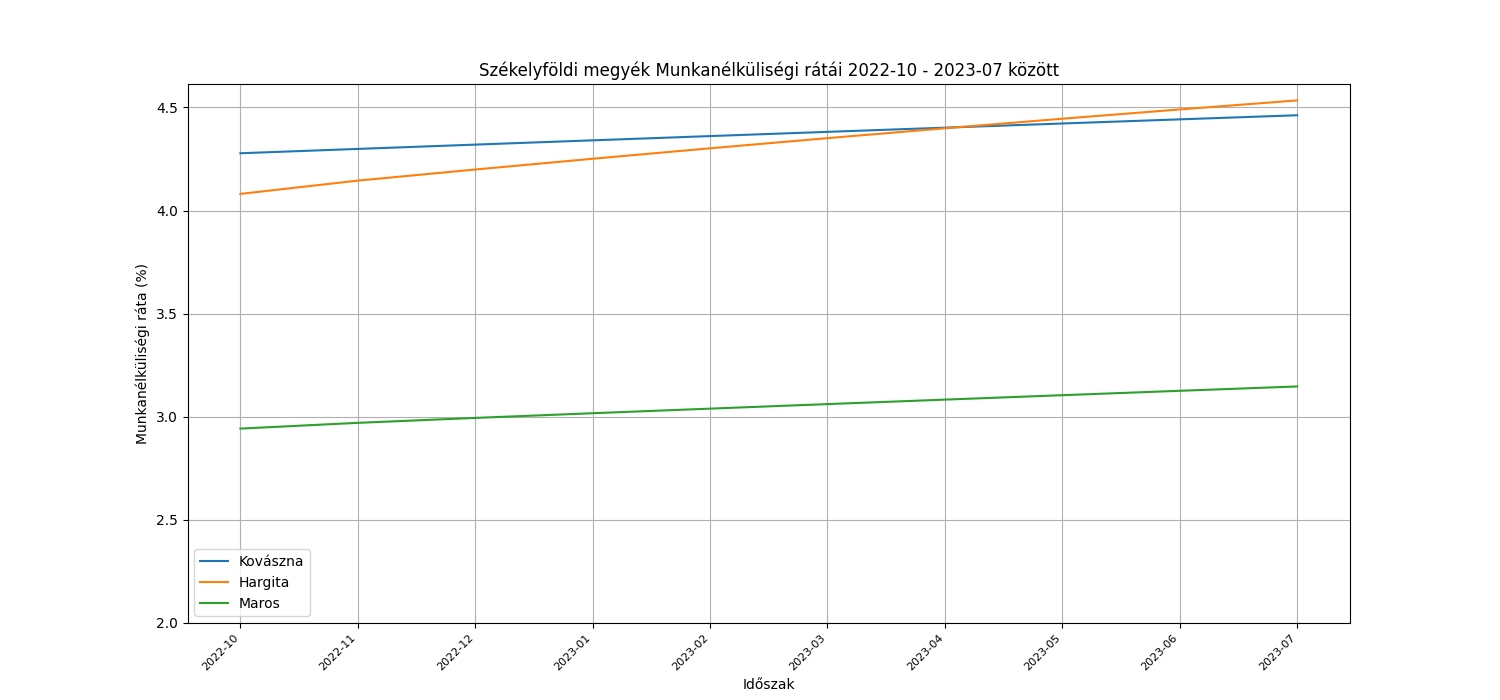 Székelyföldi megyék Munkanélküliségi rátái 2022-10 - 2023-07 között
Munkanélküliségi ráta (%)
4.5
4.0
3.5
3.0
2.5
2.0
Kovászna
Hargita
Maros
2022-10
2022-11
2022-12
2023-01
2023-02
2023-03
2023-04
2023-05
2023-06
2023-07
Időszak